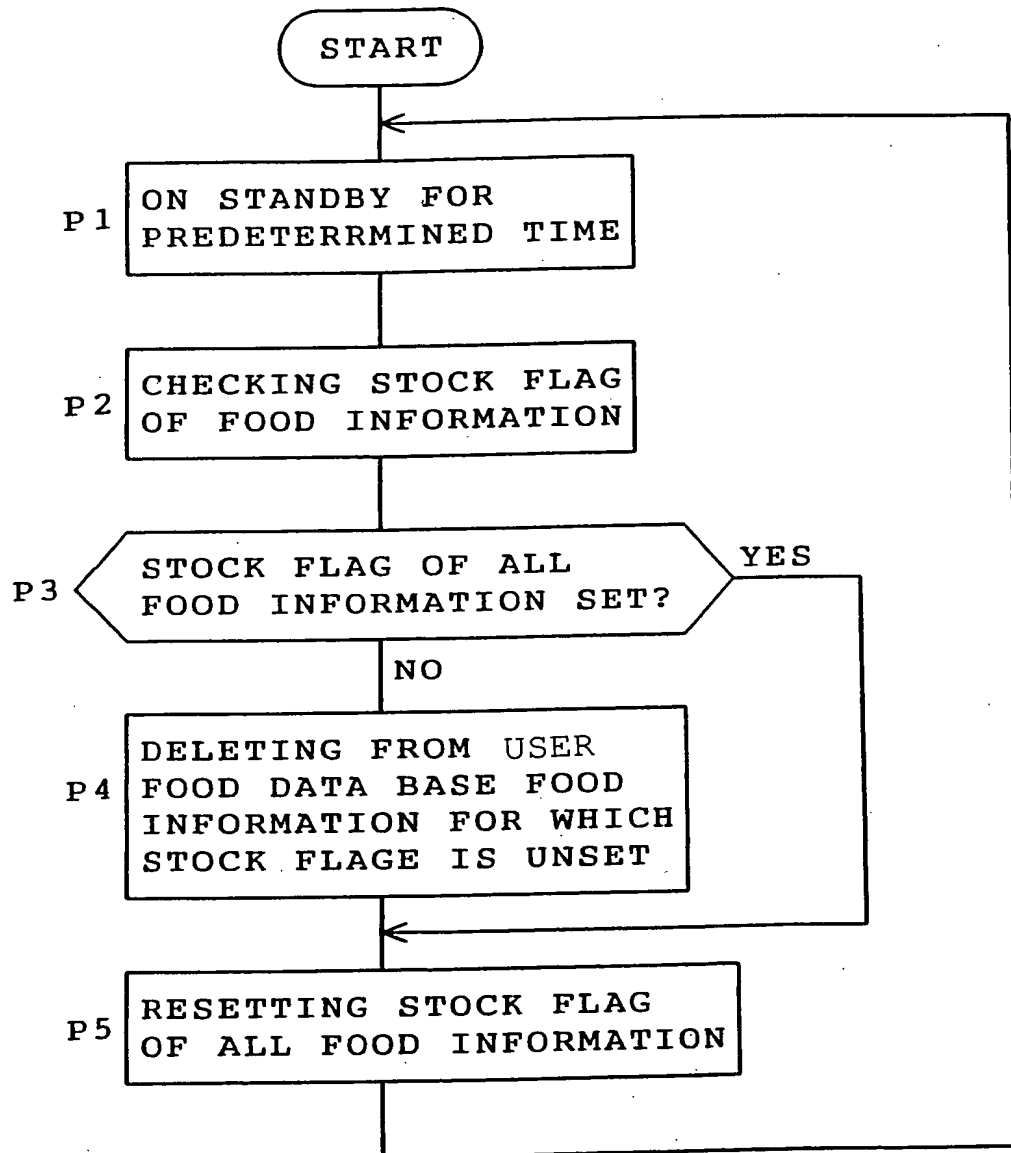 START
P1
ON STANDBY FOR
PREDETERRMINED TIME
P2
CHECKING STOCK FLAG
OF FOOD INFORMATION
P3
STOCK FLAG OF ALL
FOOD INFORMATION SET?
YES
NO
P4
DELETING FROM USER
FOOD DATA BASE FOOD
INFORMATION FOR WHICH
STOCK FLAGE IS UNSET
P5
RESETTING STOCK FLAG
OF ALL FOOD INFORMATION